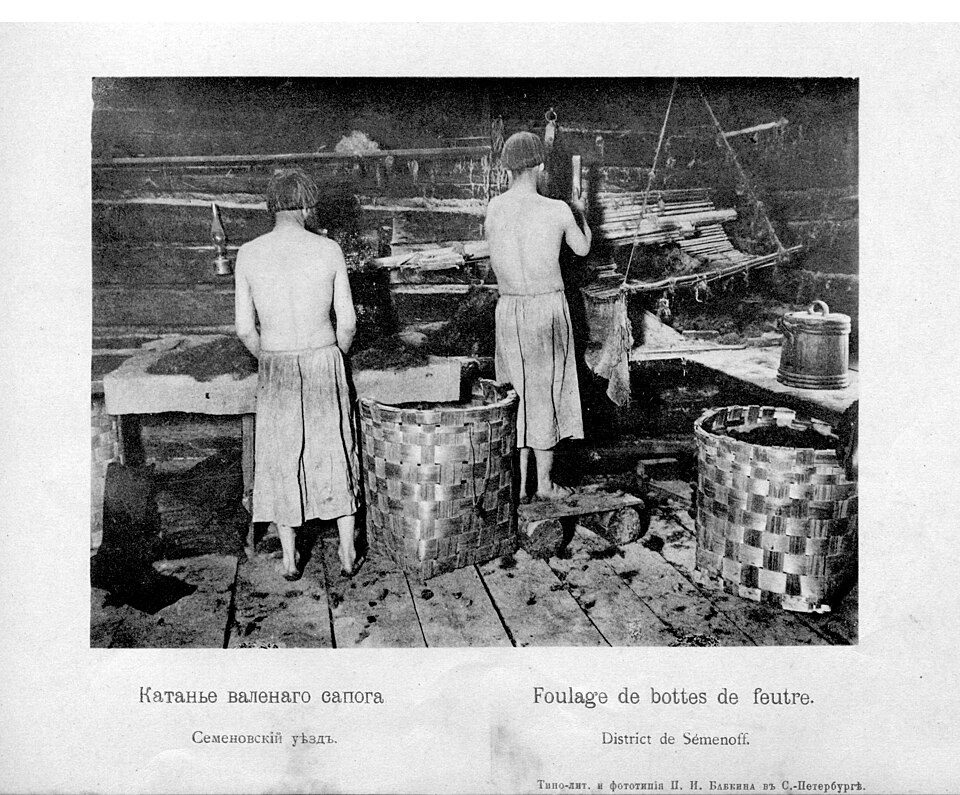 Катанье валенаго сапога
Семеновскій уѣздъ.
Foulage de bottes de feutre.
District de Sémenoff.
Типо-лит. и фототипія П. И. Бабкина въ С.-Петербургѣ.